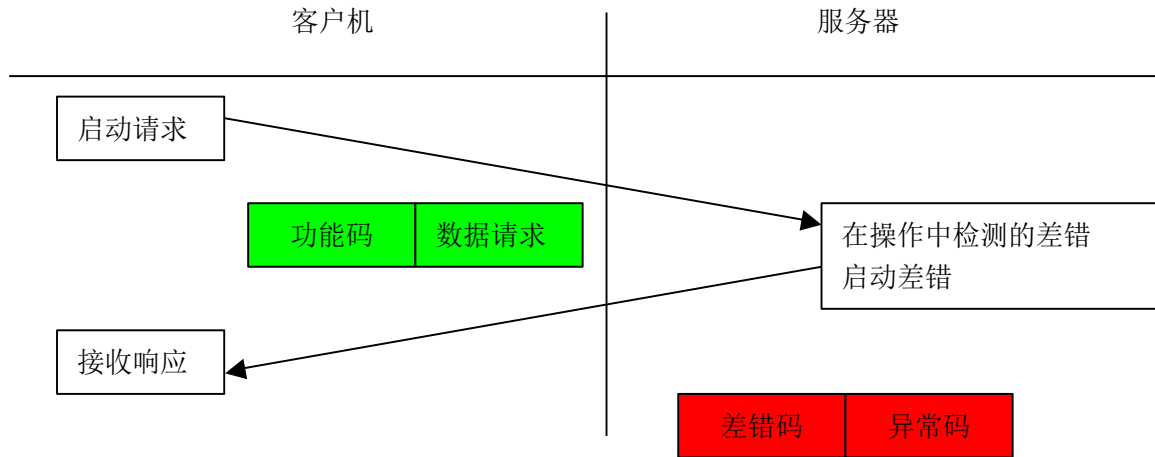 客户机
服务器
启动请求
功能码
数据请求
在操作中检测的差错
启动差错
接收响应
差错码
异常码